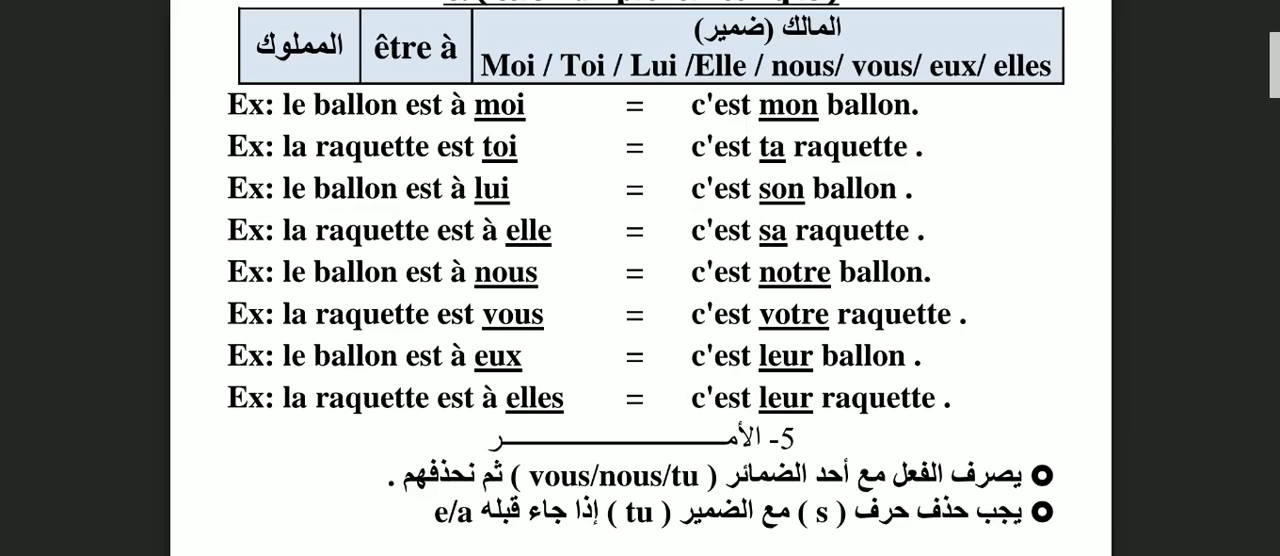 المملوك
être à
المالك (ضمير)
Moi / Toi / Lui /Elle / nous/ vous/ eux/ elles
Ex: le ballon est à moi = c'est mon ballon.
Ex: la raquette est toi = c'est ta raquette .
Ex: le ballon est à lui = c'est son ballon .
Ex: la raquette est à elle = c'est sa raquette .
Ex: le ballon est à nous = c'est notre ballon.
Ex: la raquette est vous = c'est votre raquette .
Ex: le ballon est à eux = c'est leur ballon .
Ex: la raquette est à elles = c'est leur raquette .
5- الأمـــــــــــــــــــــر
يصرف الفعل مع أحد الضمائر ( vous/nous/tu ) ثم نحذفهم .
يجب حذف حرف ( s ) مع الضمير ( tu ) إذا جاء قبله e/a